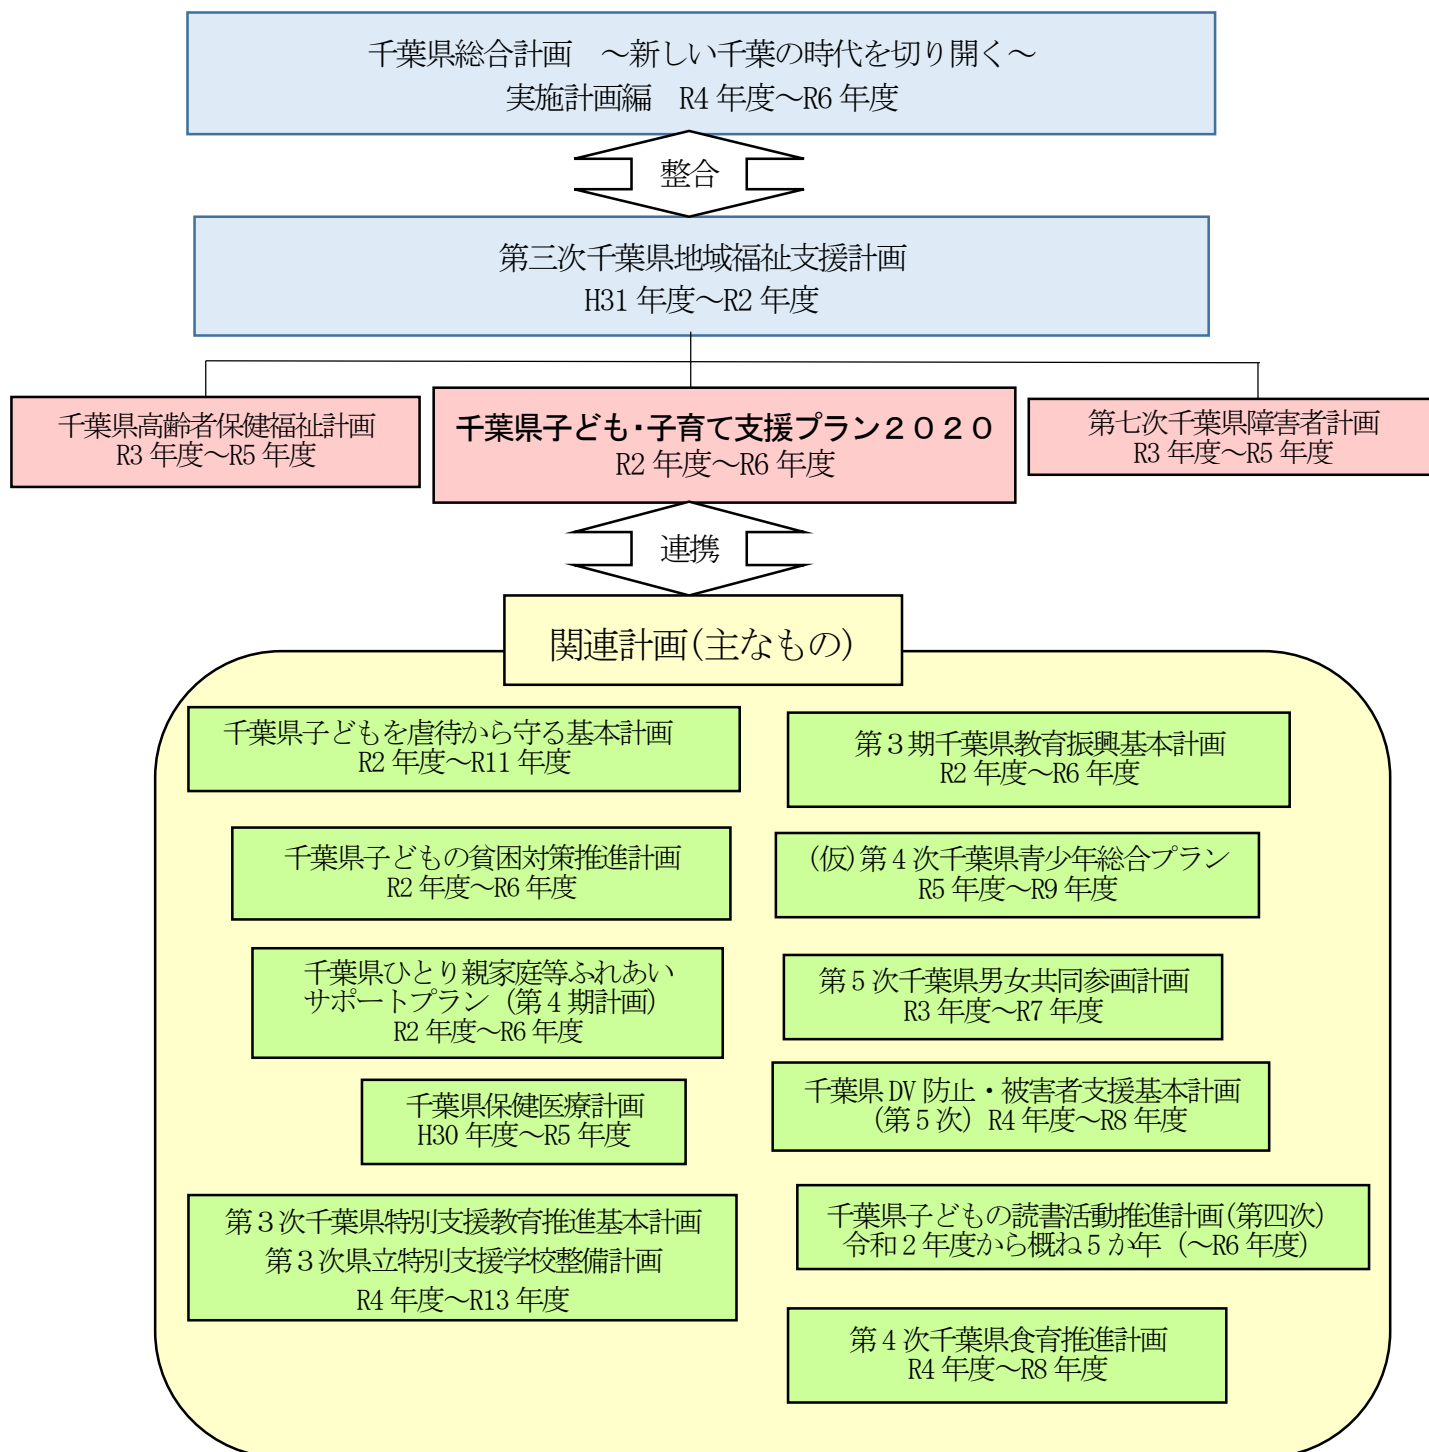 千葉県総合計画　～新しい千葉の時代を切り開く～
実施計画編　R4 年度～R6 年度
整合
第三次千葉県地域福祉支援計画
H31 年度～R2 年度
千葉県高齢者保健福祉計画
R3 年度～R5 年度
千葉県子ども・子育て支援プラン２０２０
R2 年度～R6 年度
第七次千葉県障害者計画
R3 年度～R5 年度
連携
関連計画(主なもの)
千葉県子どもを虐待から守る基本計画
R2 年度～R11 年度
第３期千葉県教育振興基本計画
R2 年度～R6 年度
千葉県子どもの貧困対策推進計画
R2 年度～R6 年度
(仮)第４次千葉県青少年総合プラン
R5 年度～R9 年度
千葉県ひとり親家庭等ふれあい
サポートプラン（第４期計画）
R2 年度～R6 年度
第５次千葉県男女共同参画計画
R3 年度～R7 年度
千葉県保健医療計画
H30 年度～R5 年度
千葉県 DV 防止・被害者支援基本計画
（第５次）R4 年度～R8 年度
第３次千葉県特別支援教育推進基本計画
第３次県立特別支援学校整備計画
R4 年度～R13 年度
千葉県子どもの読書活動推進計画(第四次)
令和２年度から概ね５か年（～R6 年度）
第４次千葉県食育推進計画
R4 年度～R8 年度